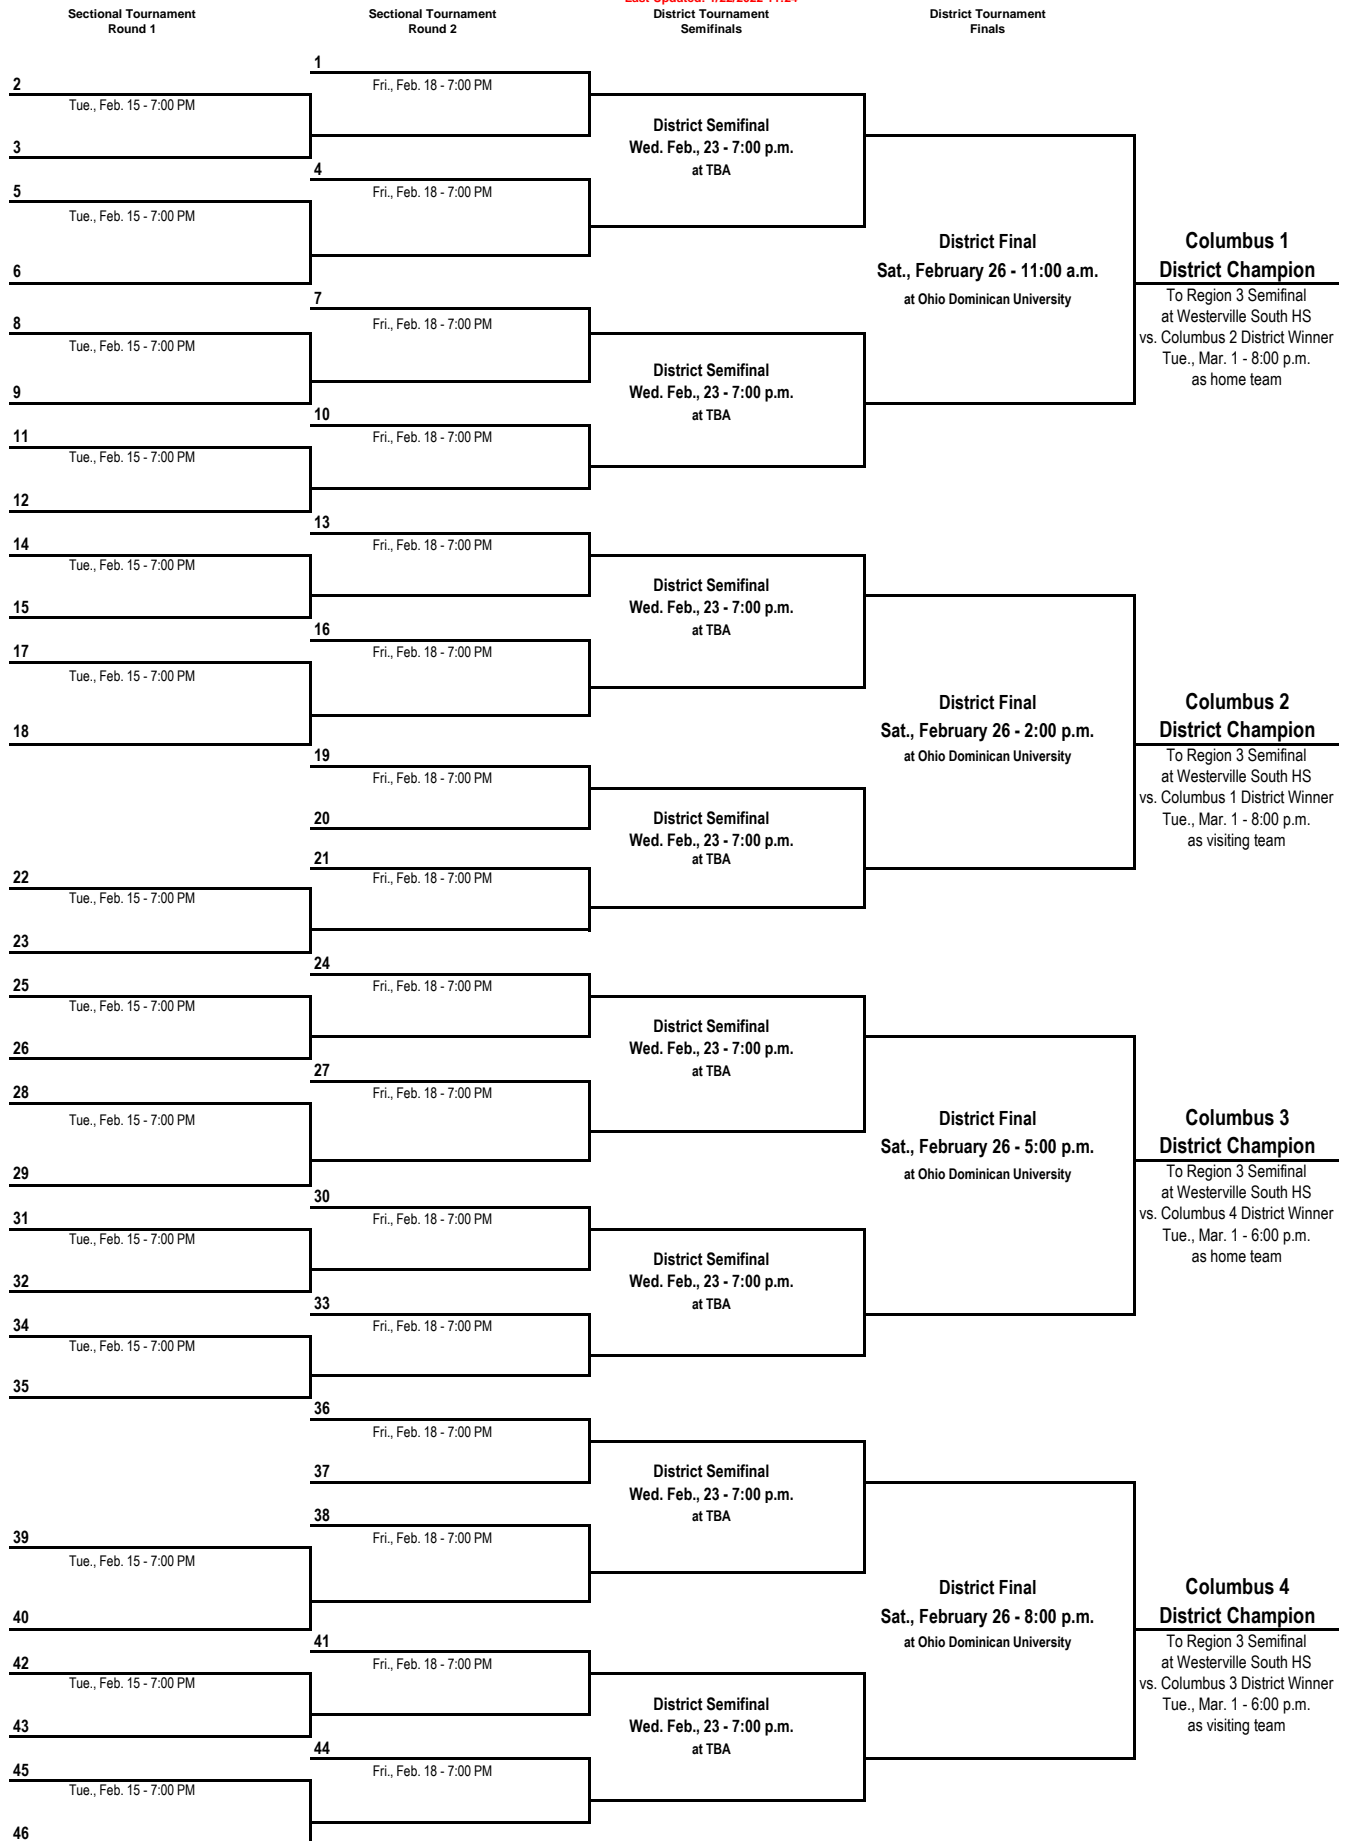 Last Updated: 1/22/2022 11:24
Sectional Tournament
Round 1
Sectional Tournament
Round 2
District Tournament
Semifinals
District Tournament
Finals
1
2
Fri., Feb. 18 - 7:00 PM
Tue., Feb. 15 - 7:00 PM
District Semifinal
Wed. Feb., 23 - 7:00 p.m.
at TBA
3
4
5
Fri., Feb. 18 - 7:00 PM
Tue., Feb. 15 - 7:00 PM
6
District Final
Sat., February 26 - 11:00 a.m.
at Ohio Dominican University
Columbus 1
District Champion
To Region 3 Semifinal
at Westerville South HS
vs. Columbus 2 District Winner
Tue., Mar. 1 - 8:00 p.m.
as home team
7
8
Fri., Feb. 18 - 7:00 PM
Tue., Feb. 15 - 7:00 PM
District Semifinal
Wed. Feb., 23 - 7:00 p.m.
at TBA
9
10
11
Fri., Feb. 18 - 7:00 PM
Tue., Feb. 15 - 7:00 PM
12
13
14
Fri., Feb. 18 - 7:00 PM
Tue., Feb. 15 - 7:00 PM
District Semifinal
Wed. Feb., 23 - 7:00 p.m.
at TBA
15
16
17
Fri., Feb. 18 - 7:00 PM
Tue., Feb. 15 - 7:00 PM
18
District Final
Sat., February 26 - 2:00 p.m.
at Ohio Dominican University
Columbus 2
District Champion
To Region 3 Semifinal
at Westerville South HS
vs. Columbus 1 District Winner
Tue., Mar. 1 - 8:00 p.m.
as visiting team
19
Fri., Feb. 18 - 7:00 PM
20
District Semifinal
Wed. Feb., 23 - 7:00 p.m.
at TBA
21
22
Fri., Feb. 18 - 7:00 PM
Tue., Feb. 15 - 7:00 PM
23
24
25
Fri., Feb. 18 - 7:00 PM
Tue., Feb. 15 - 7:00 PM
District Semifinal
Wed. Feb., 23 - 7:00 p.m.
at TBA
26
27
28
Fri., Feb. 18 - 7:00 PM
Tue., Feb. 15 - 7:00 PM
29
District Final
Sat., February 26 - 5:00 p.m.
at Ohio Dominican University
Columbus 3
District Champion
To Region 3 Semifinal
at Westerville South HS
vs. Columbus 4 District Winner
Tue., Mar. 1 - 6:00 p.m.
as home team
30
31
Fri., Feb. 18 - 7:00 PM
Tue., Feb. 15 - 7:00 PM
District Semifinal
Wed. Feb., 23 - 7:00 p.m.
at TBA
32
33
34
Fri., Feb. 18 - 7:00 PM
Tue., Feb. 15 - 7:00 PM
35
36
Fri., Feb. 18 - 7:00 PM
37
District Semifinal
Wed. Feb., 23 - 7:00 p.m.
at TBA
38
39
Fri., Feb. 18 - 7:00 PM
Tue., Feb. 15 - 7:00 PM
40
District Final
Sat., February 26 - 8:00 p.m.
at Ohio Dominican University
Columbus 4
District Champion
To Region 3 Semifinal
at Westerville South HS
vs. Columbus 3 District Winner
Tue., Mar. 1 - 6:00 p.m.
as visiting team
41
42
Fri., Feb. 18 - 7:00 PM
Tue., Feb. 15 - 7:00 PM
District Semifinal
Wed. Feb., 23 - 7:00 p.m.
at TBA
43
44
45
Fri., Feb. 18 - 7:00 PM
Tue., Feb. 15 - 7:00 PM
46